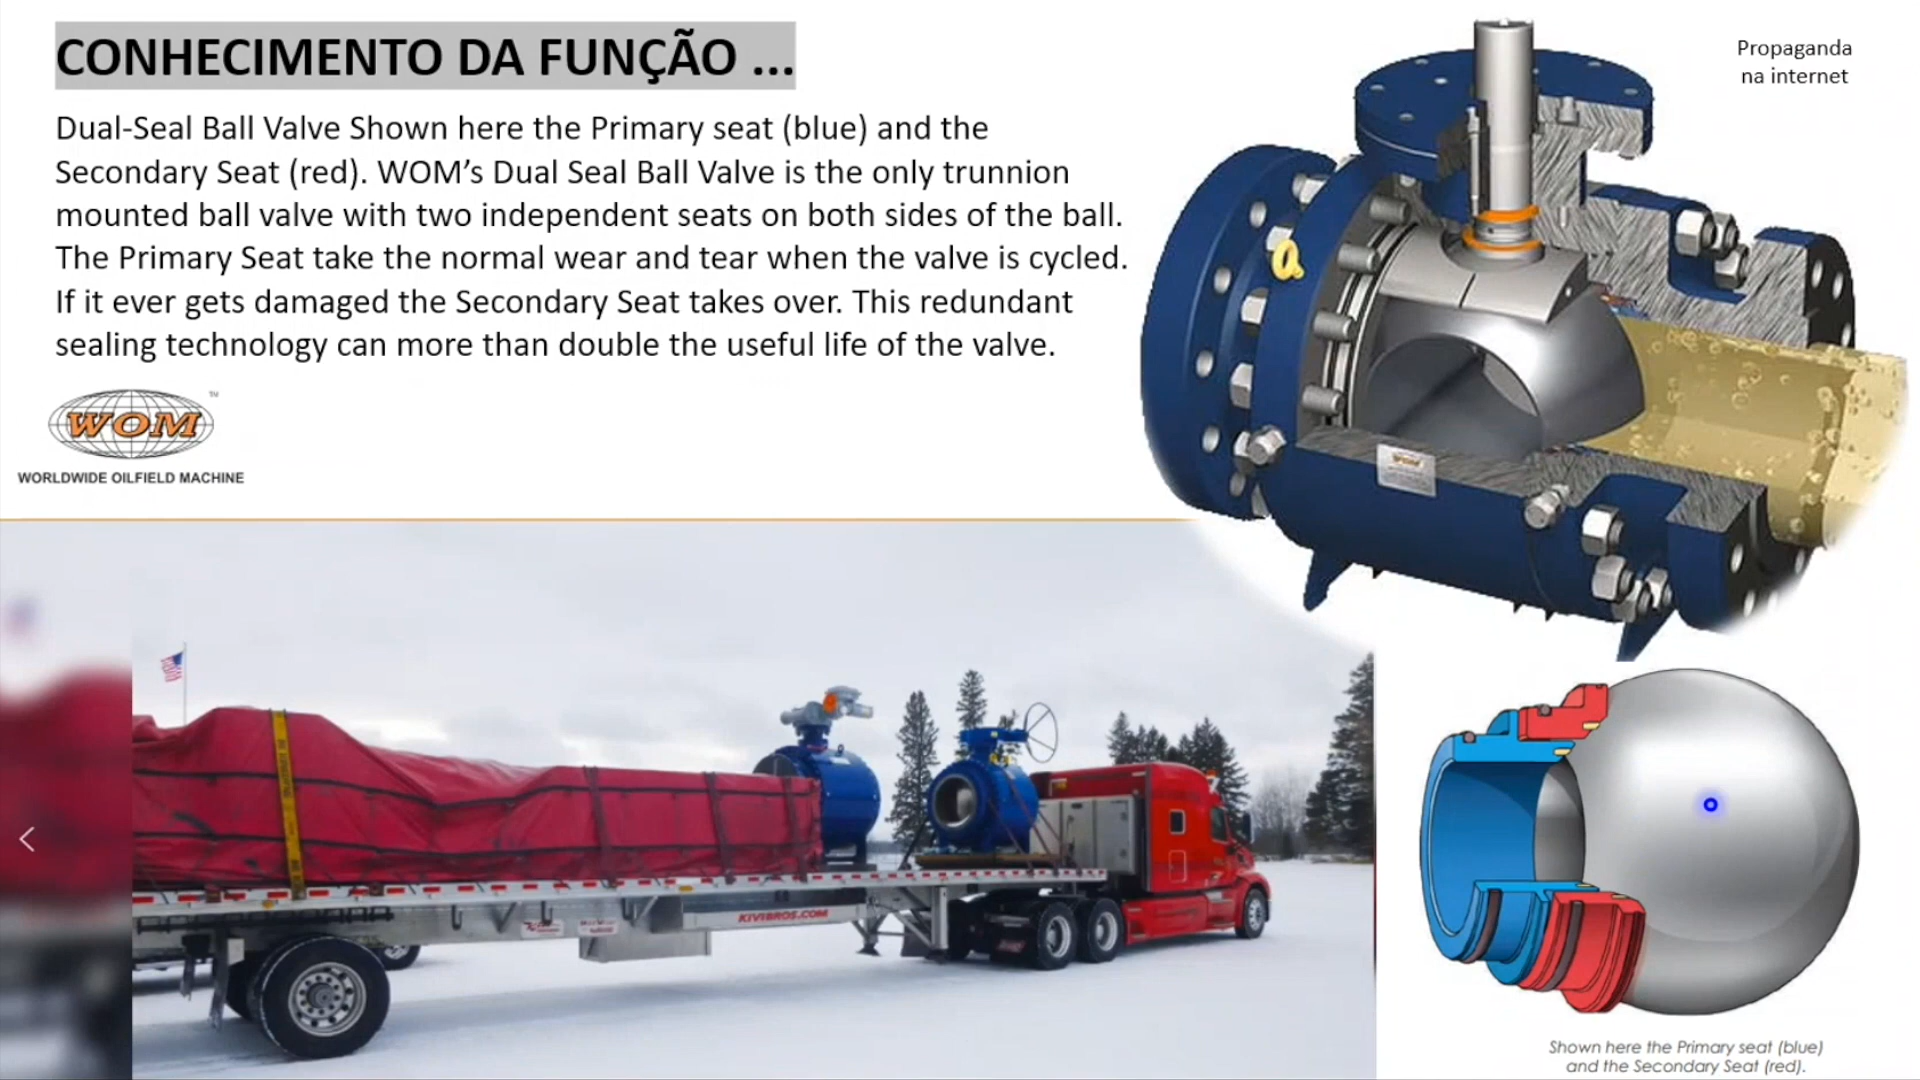 CONHECIMENTO DA FUNÇÃO ...
Propaganda
na internet
Dual-Seal Ball Valve Shown here the Primary seat (blue) and the
Secondary Seat (red). WOM’s Dual Seal Ball Valve is the only trunnion
mounted ball valve with two independent seats on both sides of the ball.
The Primary Seat take the normal wear and tear when the valve is cycled.
If it ever gets damaged the Secondary Seat takes over. This redundant
sealing technology can more than double the useful life of the valve.
WOM ™
WORLDWIDE OILFIELD MACHINE
WOM
KIVIBROS.COM
Shown here the Primary seat (blue)
and the Secondary Seat (red).